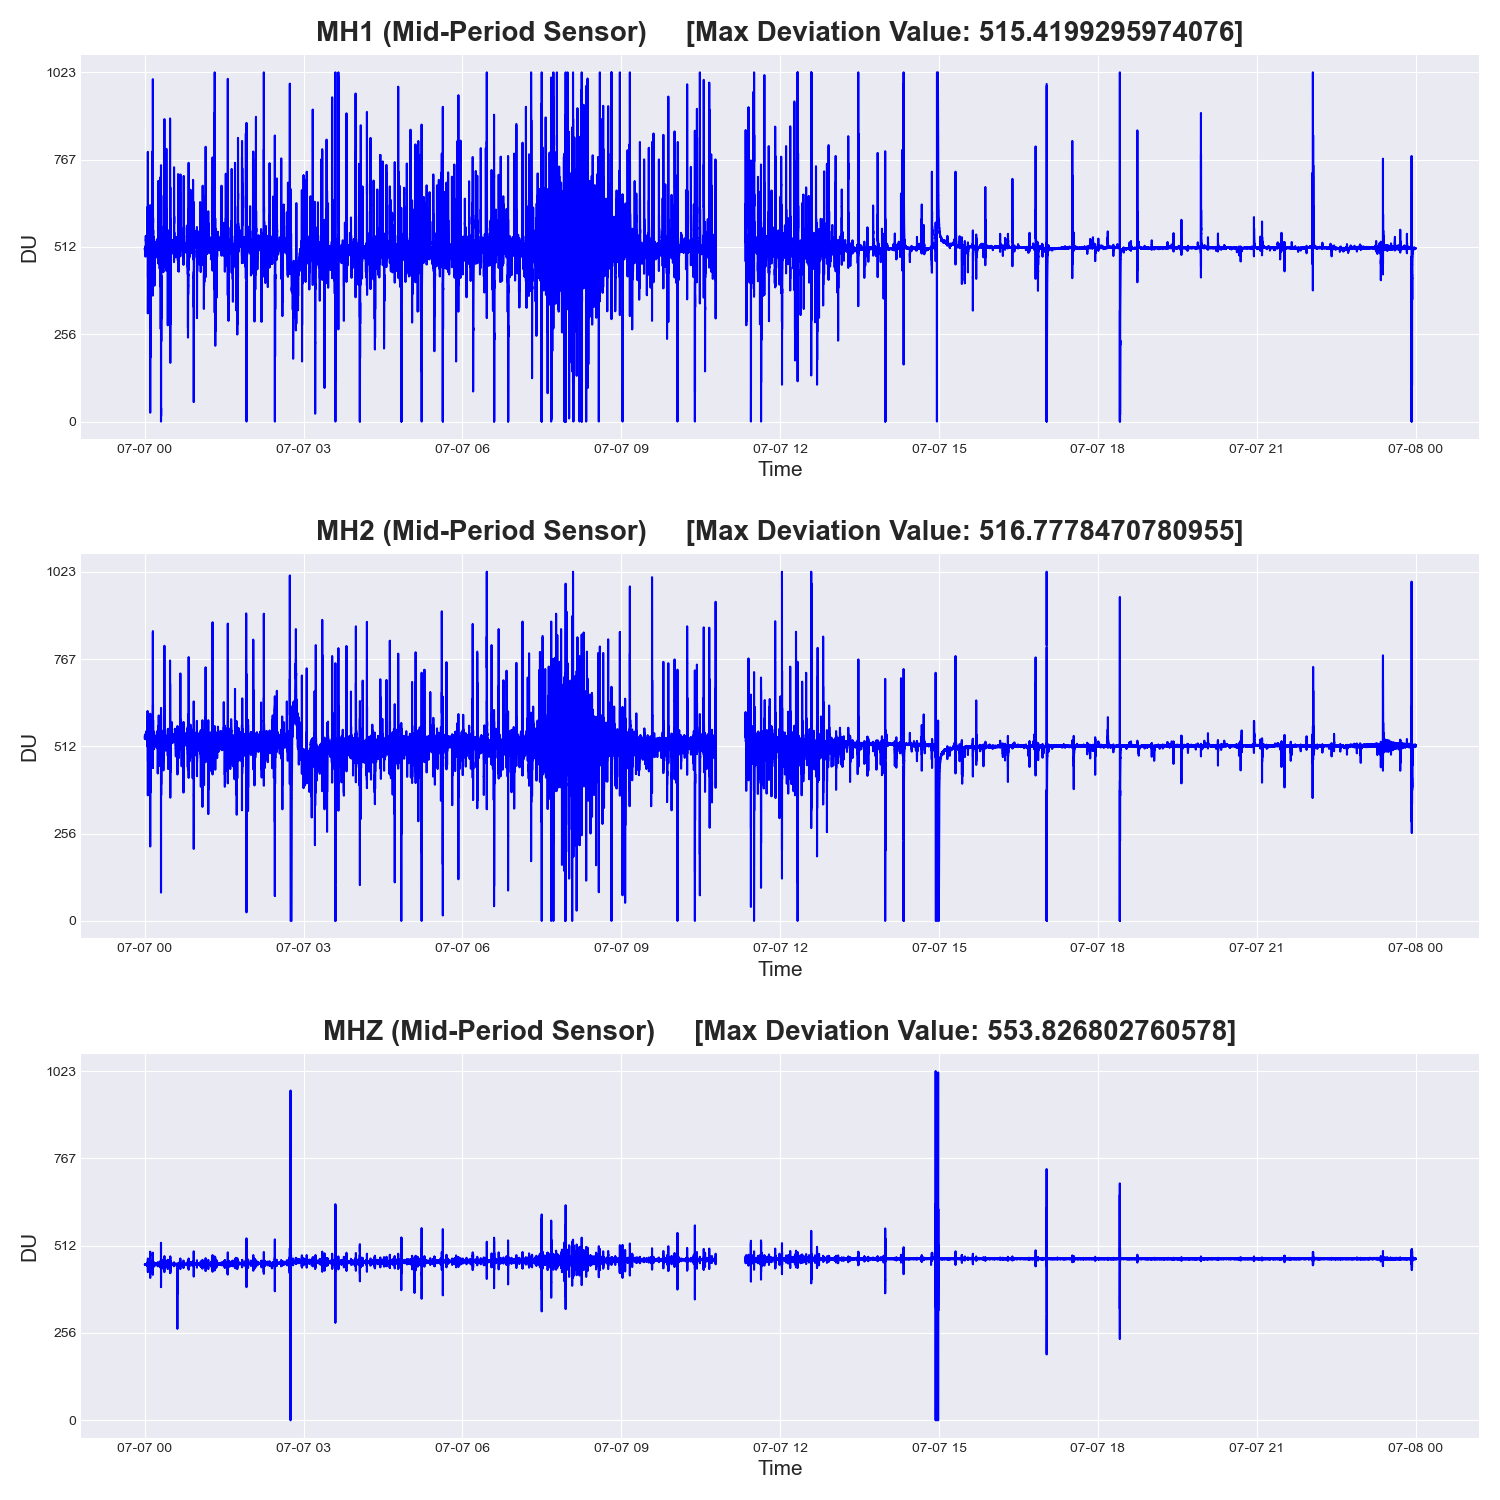 MH1 (Mid-Period Sensor) [Max Deviation Value: 515.4199295974076]
1023
767
512
256
0
DU
07-07 00 07-07 03 07-07 06 07-07 09 07-07 12 07-07 15 07-07 18 07-07 21 07-08 00
Time
MH2 (Mid-Period Sensor) [Max Deviation Value: 516.7778470780955]
1023
767
512
256
0
DU
07-07 00 07-07 03 07-07 06 07-07 09 07-07 12 07-07 15 07-07 18 07-07 21 07-08 00
Time
MHZ (Mid-Period Sensor) [Max Deviation Value: 553.826802760578]
1023
767
512
256
0
DU
07-07 00 07-07 03 07-07 06 07-07 09 07-07 12 07-07 15 07-07 18 07-07 21 07-08 00
Time